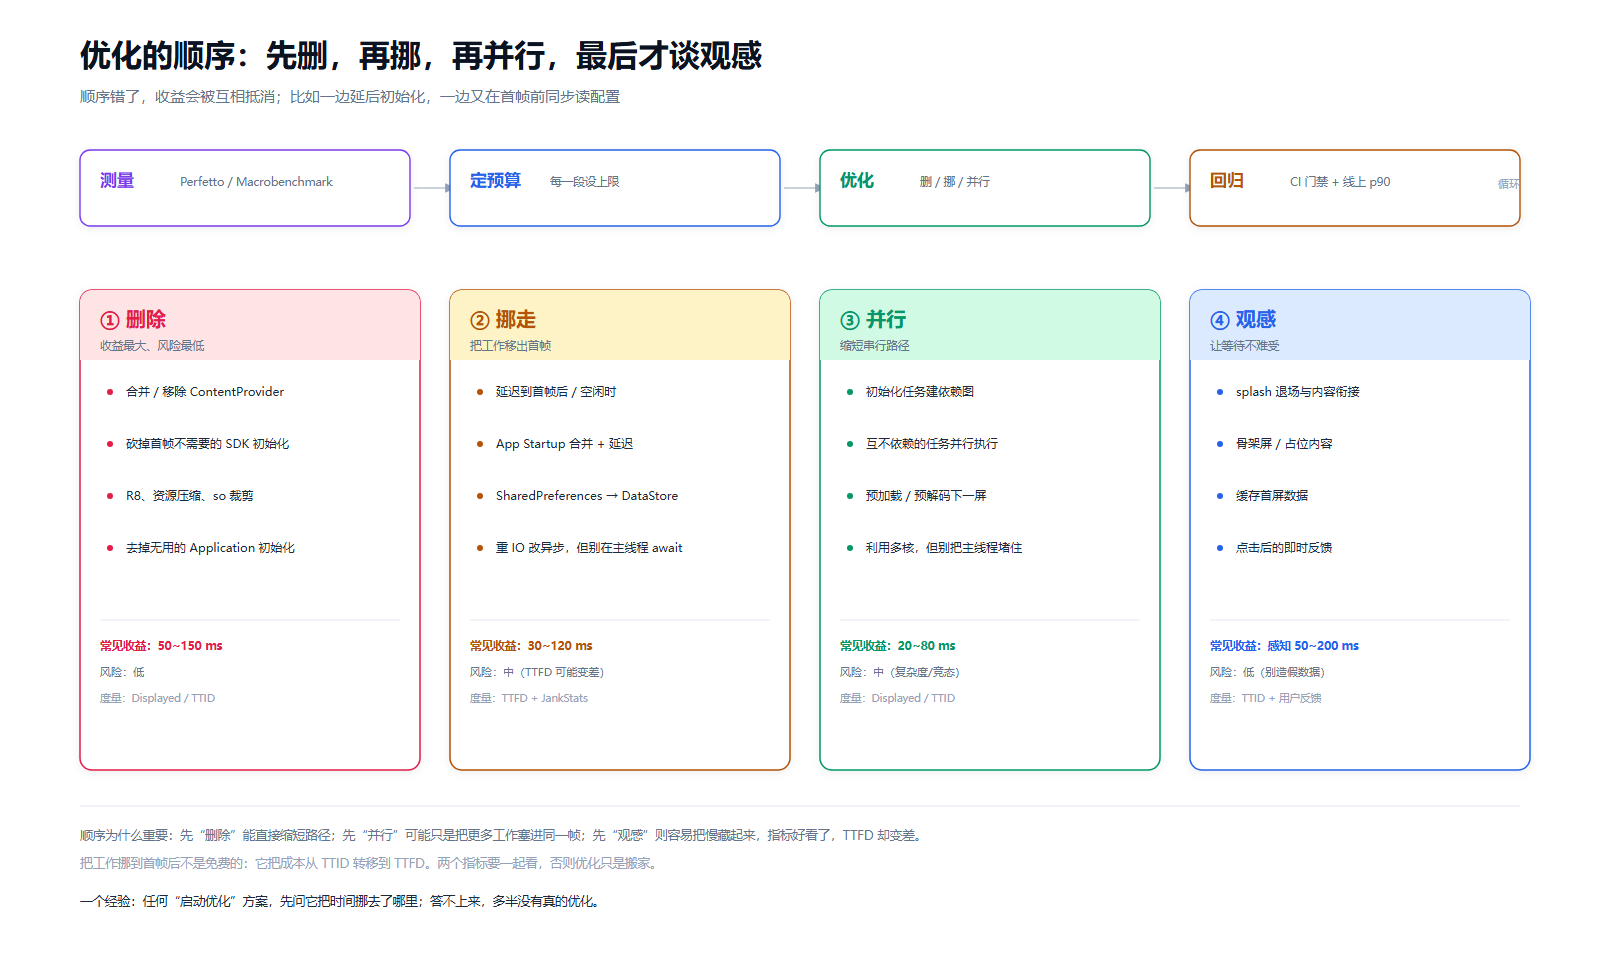 优化的顺序：先删，再挪，再并行，最后才谈观感
顺序错了，收益会被互相抵消；比如一边延后初始化，一边又在首帧前同步读配置
测量
Perfetto / Macrobenchmark
定预算
每一段设上限
优化
删 / 挪 / 并行
回归
CI 门禁 + 线上 p90
循环
① 删除
收益最大、风险最低
合并 / 移除 ContentProvider
砍掉首帧不需要的 SDK 初始化
R8、资源压缩、so 裁剪
去掉无用的 Application 初始化
常见收益：50~150 ms
风险：低
度量：Displayed / TTID
② 挪走
把工作移出首帧
延迟到首帧后 / 空闲时
App Startup 合并 + 延迟
SharedPreferences → DataStore
重 IO 改异步，但别在主线程 await
常见收益：30~120 ms
风险：中（TTFD 可能变差）
度量：TTFD + JankStats
③ 并行
缩短串行路径
初始化任务建依赖图
互不依赖的任务并行执行
预加载 / 预解码下一屏
利用多核，但别把主线程堵住
常见收益：20~80 ms
风险：中（复杂度/竞态）
度量：Displayed / TTID
④ 观感
让等待不难受
splash 退场与内容衔接
骨架屏 / 占位内容
缓存首屏数据
点击后的即时反馈
常见收益：感知 50~200 ms
风险：低（别造假数据）
度量：TTID + 用户反馈
顺序为什么重要：先“删除”能直接缩短路径；先“并行”可能只是把更多工作塞进同一帧；先“观感”则容易把慢藏起来，指标好看了，TTFD 却变差。
把工作挪到首帧后不是免费的：它把成本从 TTID 转移到 TTFD。两个指标要一起看，否则优化只是搬家。
一个经验：任何“启动优化”方案，先问它把时间挪去了哪里；答不上来，多半没有真的优化。